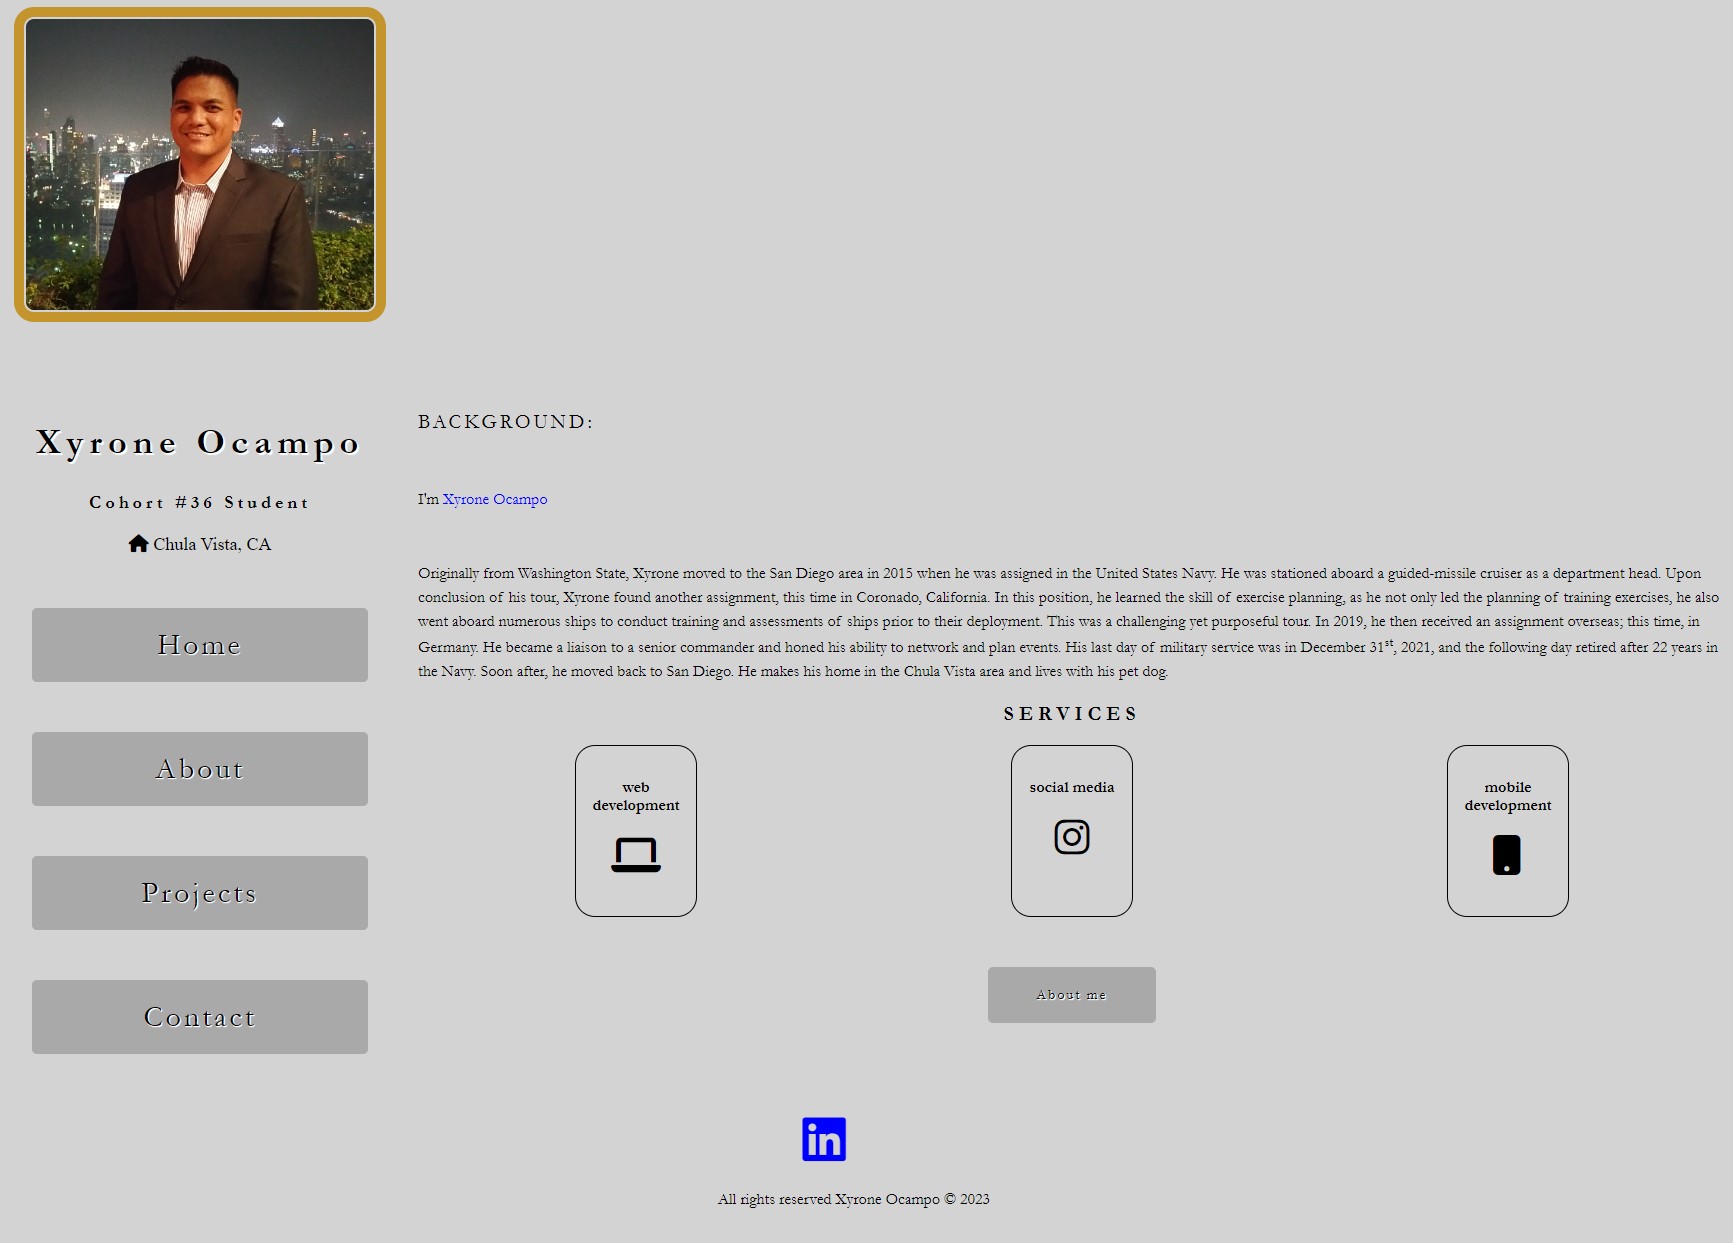 Xyrone Ocampo
Cohort #36 Student
Chula Vista, CA
Home
About
Projects
Contact
BACKGROUND:
I'm Xyrone Ocampo
Originally from Washington State, Xyrone moved to the San Diego area in 2015 when he was assigned in the United States Navy. He was stationed aboard a guided-missile cruiser as a department head. Upon
conclusion of his tour, Xyrone found another assignment, this time in Coronado, California. In this position, he learned the skill of exercise planning, as he not only led the planning of training exercises, he also
went aboard numerous ships to conduct training and assessments of ships prior to their deployment. This was a challenging yet purposeful tour. In 2019, he then received an assignment overseas; this time, in
Germany. He became a liaison to a senior commander and honed his ability to network and plan events. His last day of military service was in December 31st, 2021, and the following day retired after 22 years in
the Navy. Soon after, he moved back to San Diego. He makes his home in the Chula Vista area and lives with his pet dog.
SERVICES
web
development
social media
mobile
development
About me
in
All rights reserved Xyrone Ocampo © 2023